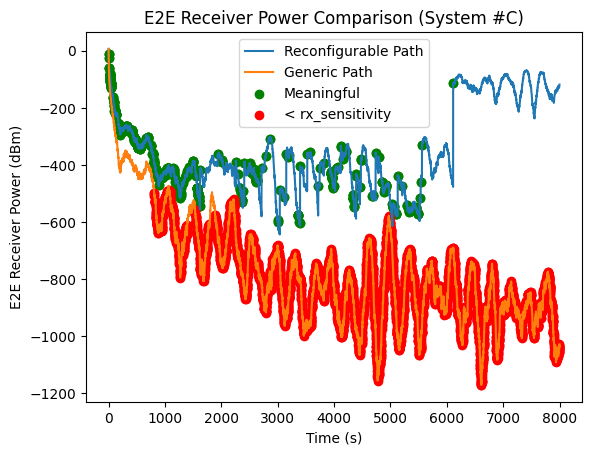 E2E Receiver Power Comparison (System #C)
Reconfigurable Path
Generic Path
Meaningful
< rx_sensitivity
E2E Receiver Power (dBm)
0
−200
−400
−600
−800
−1000
−1200
0 1000 2000 3000 4000 5000 6000 7000 8000
Time (s)